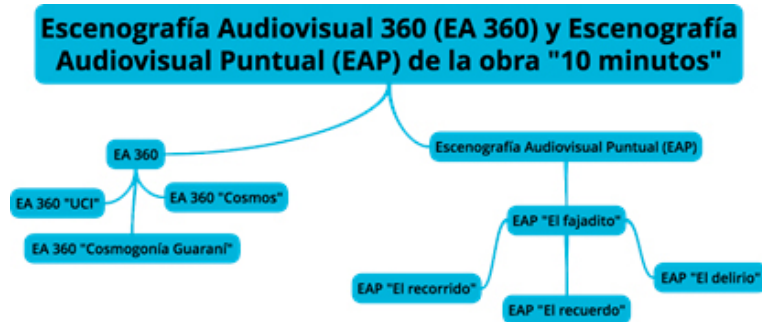 Escenografía Audiovisual 360 (EA 360) y Escenografía
Audiovisual Puntual (EAP) de la obra "10 minutos"
EA 360
EA 360 "UCI"
EA 360 "Cosmos"
EA 360 "Cosmogonía Guaraní"
Escenografía Audiovisual Puntual (EAP)
EAP "El fajadito"
EAP "El recorrido"
EAP "El recuerdo"
EAP "El delirio"